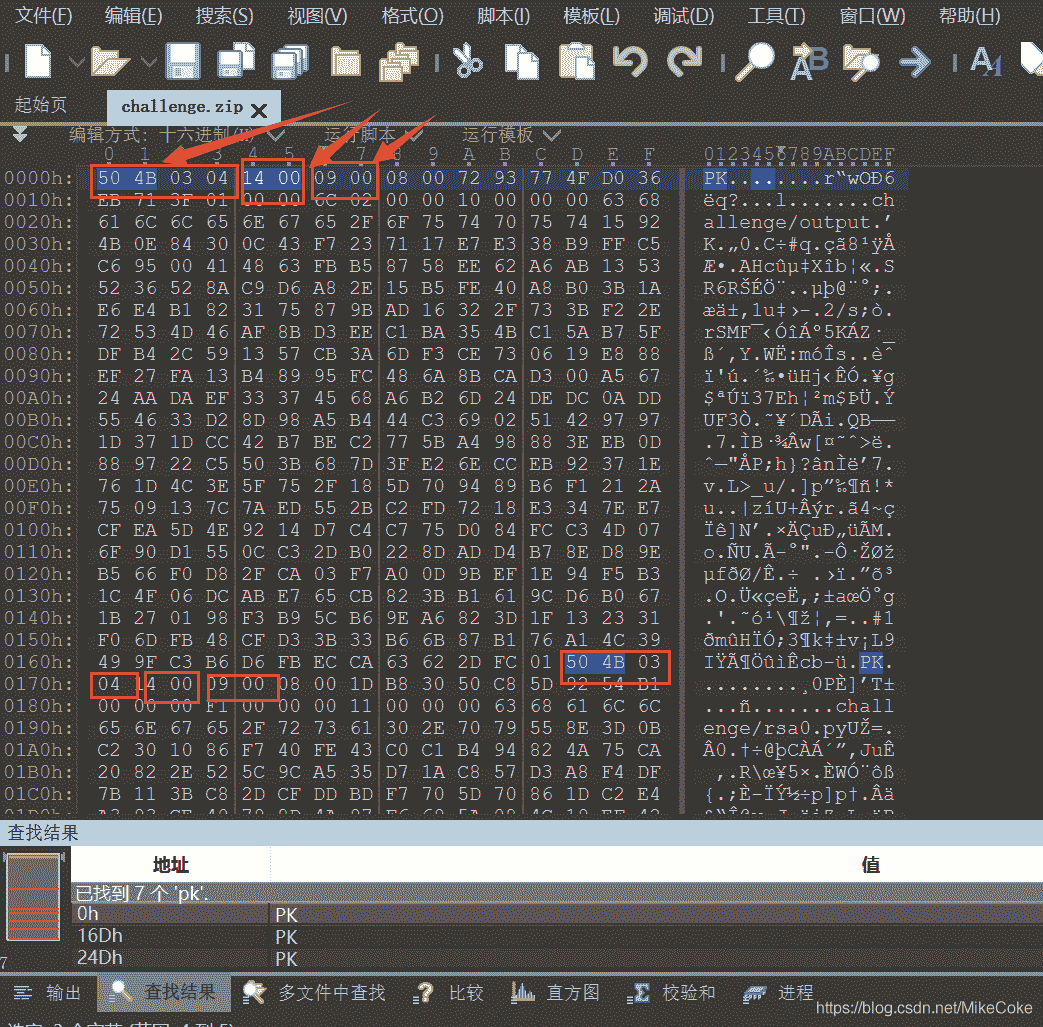 文件(F) 编辑(E) 搜索(S) 视图(V) 格式(O) 脚本(I) 模板(L) 调试(D) 工具(T) 窗口(W) 帮助(H)
起始页 challenge.zip
编辑方式: 十六进制(H) 运行脚本 运行模板
0 1 3 4 5 7 8 9 A B C D E F 0123456789ABCDEF
0000h: 50 4B 03 04 14 00 09 00 08 00 72 93 77 4F D0 36 PK........r“wOÐ6
0010h: EB 71 3F 01 00 00 6C 02 00 00 10 00 00 00 63 68 ëq?...l.......ch
0020h: 61 6C 6C 65 6E 67 65 2F 6F 75 74 70 75 74 15 92 allenge/output.’
0030h: 4B 0E 84 30 0C 43 F7 23 71 17 E7 E3 38 B9 FF C5 K.„0.C÷#q.çã8¹ÿÅ
0040h: C6 95 00 41 48 63 FB B5 87 58 EE 62 A6 AB 13 53 Æ•.AHcûµ‡Xîb¦«.S
0050h: 52 36 52 8A C9 D6 A8 2E 15 B5 FE 40 A8 B0 3B 1A R6RŠÉÖ¨..µþ@¨°;.
0060h: E6 E4 B1 82 31 75 87 9B AD 16 32 2F 73 3B F2 2E
0070h: 72 53 4D 46 AF 8B D3 EE C1 BA 35 4B C1 5A B7 5F
0080h: DF B4 2C 59 13 57 CB 3A 6D F3 CE 73 06 19 E8 88 ß´,Y.WË:móÎs..èˆ
0090h: EF 27 FA 13 B4 89 95 FC 48 6A 8B CA D3 00 A5 67 ï'ú.´‰•üHj‹ÊÓ.¥g
00A0h: 24 AA DA EF 33 37 45 68 A6 B2 6D 24 DE DC 0A DD $ªÚï37Eh¦²m$ÞÜ.Ý
00B0h: 55 46 33 D2 8D 98 A5 B4 44 C3 69 02 51 42 97 97 UF3Ò.˜¥´DÃi.QB——
00C0h: 1D 37 1D CC 42 B7 BE C2 77 5B A4 98 88 3E EB 0D .7.ÌB·¾Âw[¤˜ˆ>ë.
00D0h: 88 97 22 C5 50 3B 68 7D 3F E2 6E CC EB 92 37 1E ˆ—"ÅP;h}?ânÌë’7.
00E0h: 76 1D 4C 3E 5F 75 2F 18 5D 70 94 89 B6 F1 21 2A v.L>_u/.]p”‰¶ñ!*
00F0h: 75 09 13 7C 7A ED 55 2B C2 FD 72 18 E3 34 7E E7 u..|zíU+Âýr.ã4~ç
0100h: CF EA 5D 4E 92 14 D7 C4 C7 75 D0 84 FC C3 4D 07 Ïê]N’.×ÄÇuÐ„üÃM.
0110h: 6F 90 D1 55 0C C3 2D B0 22 8D AD D4 B7 8E D8 9E
0120h: B5 66 F0 D8 2F CA 03 F7 A0 0D 9B EF 1E 94 F5 B3 µfðØ/Ê.÷ .›ï.”õ³
0130h: 1C 4F 06 DC AB E7 65 CB 82 3B B1 61 9C D6 B0 67 .O.Ü«çeË‚;±aœÖ°g
0140h: 1B 27 01 98 F3 B9 5C B6 9E A6 82 3D 1F 13 23 31 .'.˜ó¹\¶ž¦‚=..#1
0150h: F0 6D FB 48 CF D3 3B 33 B6 6B 87 B1 76 A1 4C 39 ðmûHÏÓ;3¶k‡±v¡L9
0160h: 49 9F C3 B6 D6 FB EC CA 63 62 2D FC 01 50 4B 03 IŸÃ¶ÖûìÊcb-ü.PK.
0170h: 04 14 00 09 00 08 00 1D B8 30 50 C8 5D 92 54 B1 ........¸0PÈ]’T±
0180h: 00 00 00 F1 00 00 00 11 00 00 00 63 68 61 6C 6C ...ñ.......chall
0190h: 65 6E 67 65 2F 72 73 61 30 2E 70 79 55 8E 3D 0B enge/rsa0.pyUŽ=.
01A0h: C2 30 10 86 F7 40 FE 43 C0 C1 B4 94 82 4A 75 CA Â0.†÷@þCÀÁ´”‚JuÊ
01B0h: 20 82 2E 52 5C 9C A5 35 D7 1A C8 57 D3 A8 F4 DF ‚.R\œ¥5×.ÈWÓ¨ôß
01C0h: 7B 11 3B C8 2D CF DD BD F7 70 5D 70 86 1D C2 E4 {.;È-ÏÝ½÷p]p†.Âä
查找结果
地址 值
已找到 7 个 'pk'.
0h PK
16Dh PK
24Dh PK
7
输出 查找结果 多文件中查找 比较 直方图 校验和 进程
https://blog.csdn.net/MikeCoke